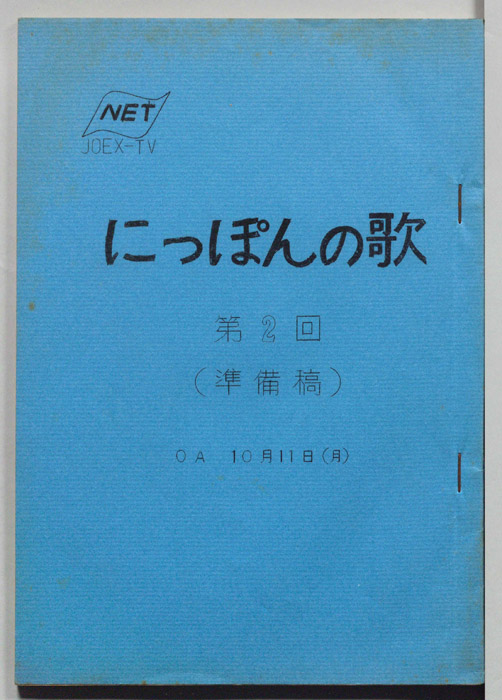 NET
JOEX-TV
にっぽんの歌
第2回
(準備稿)
OA 10月11日(月)